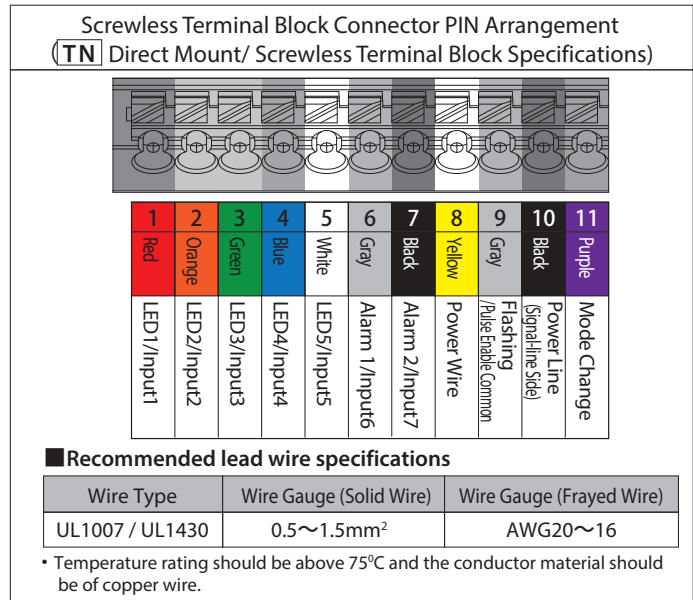 Screwless Terminal Block Connector PIN Arrangement
(TN Direct Mount/ Screwless Terminal Block Specifications)
1 2 3 4 5 6 7 8 9 10 11
Red Orange Green Blue White Gray Black Yellow Gray Black Purple
LED1/Input1
LED2/Input2
LED3/Input3
LED4/Input4
LED5/Input5
Alarm 1/Input6
Alarm 2/Input7
Power Wire
Flashing
/Pulse Enable Common
Power Line
(Signal-line Side)
Mode Change
■Recommended lead wire specifications
Wire Type Wire Gauge (Solid Wire) Wire Gauge (Frayed Wire)
UL1007 / UL1430 0.5〜1.5mm² AWG20〜16
• Temperature rating should be above 75⁰C and the conductor material should
be of copper wire.